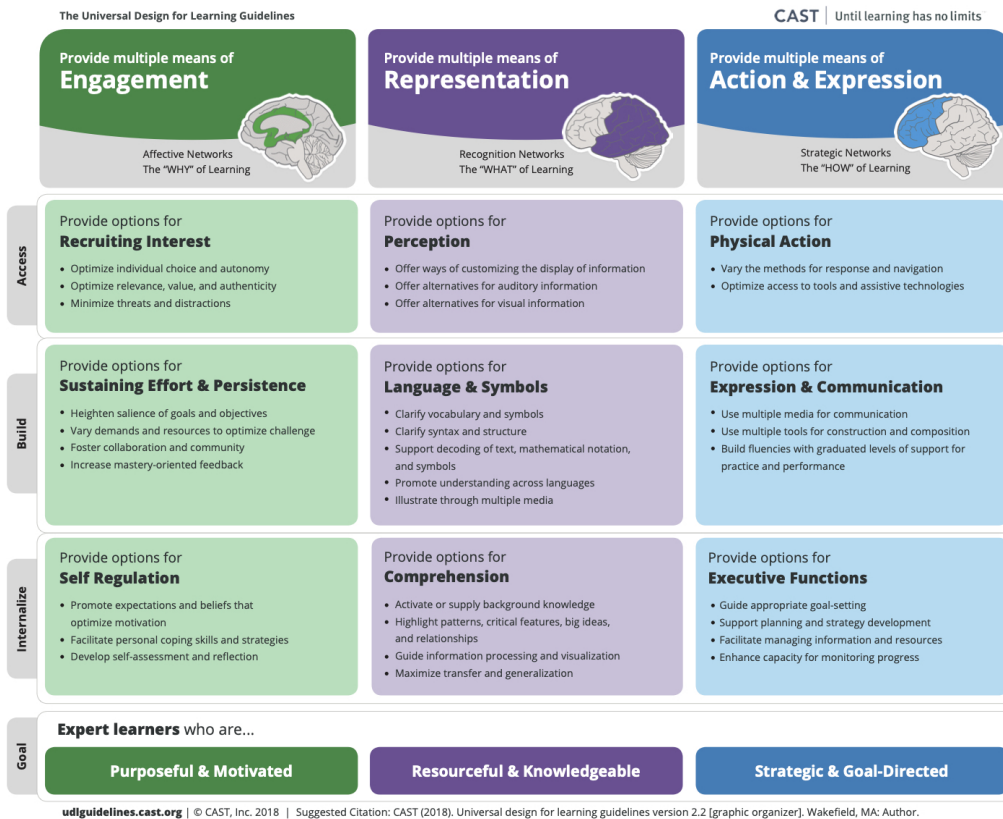 The Universal Design for Learning Guidelines
CAST | Until learning has no limits
Provide multiple means of
Engagement
Affective Networks
The “WHY” of Learning
Provide multiple means of
Representation
Recognition Networks
The “WHAT” of Learning
Provide multiple means of
Action & Expression
Strategic Networks
The “HOW” of Learning
Access
Provide options for
Recruiting Interest
• Optimize individual choice and autonomy
• Optimize relevance, value, and authenticity
• Minimize threats and distractions
Provide options for
Perception
• Offer ways of customizing the display of information
• Offer alternatives for auditory information
• Offer alternatives for visual information
Provide options for
Physical Action
• Vary the methods for response and navigation
• Optimize access to tools and assistive technologies
Build
Provide options for
Sustaining Effort & Persistence
• Heighten salience of goals and objectives
• Vary demands and resources to optimize challenge
• Foster collaboration and community
• Increase mastery-oriented feedback
Provide options for
Language & Symbols
• Clarify vocabulary and symbols
• Clarify syntax and structure
• Support decoding of text, mathematical notation,
and symbols
• Promote understanding across languages
• Illustrate through multiple media
Provide options for
Expression & Communication
• Use multiple media for communication
• Use multiple tools for construction and composition
• Build fluencies with graduated levels of support for
practice and performance
Internalize
Provide options for
Self Regulation
• Promote expectations and beliefs that
optimize motivation
• Facilitate personal coping skills and strategies
• Develop self-assessment and reflection
Provide options for
Comprehension
• Activate or supply background knowledge
• Highlight patterns, critical features, big ideas,
and relationships
• Guide information processing and visualization
• Maximize transfer and generalization
Provide options for
Executive Functions
• Guide appropriate goal-setting
• Support planning and strategy development
• Facilitate managing information and resources
• Enhance capacity for monitoring progress
Goal
Expert learners who are...
Purposeful & Motivated
Resourceful & Knowledgeable
Strategic & Goal-Directed
udlguidelines.cast.org | © CAST, Inc. 2018 | Suggested Citation: CAST (2018). Universal design for learning guidelines version 2.2 [graphic organizer]. Wakefield, MA: Author.